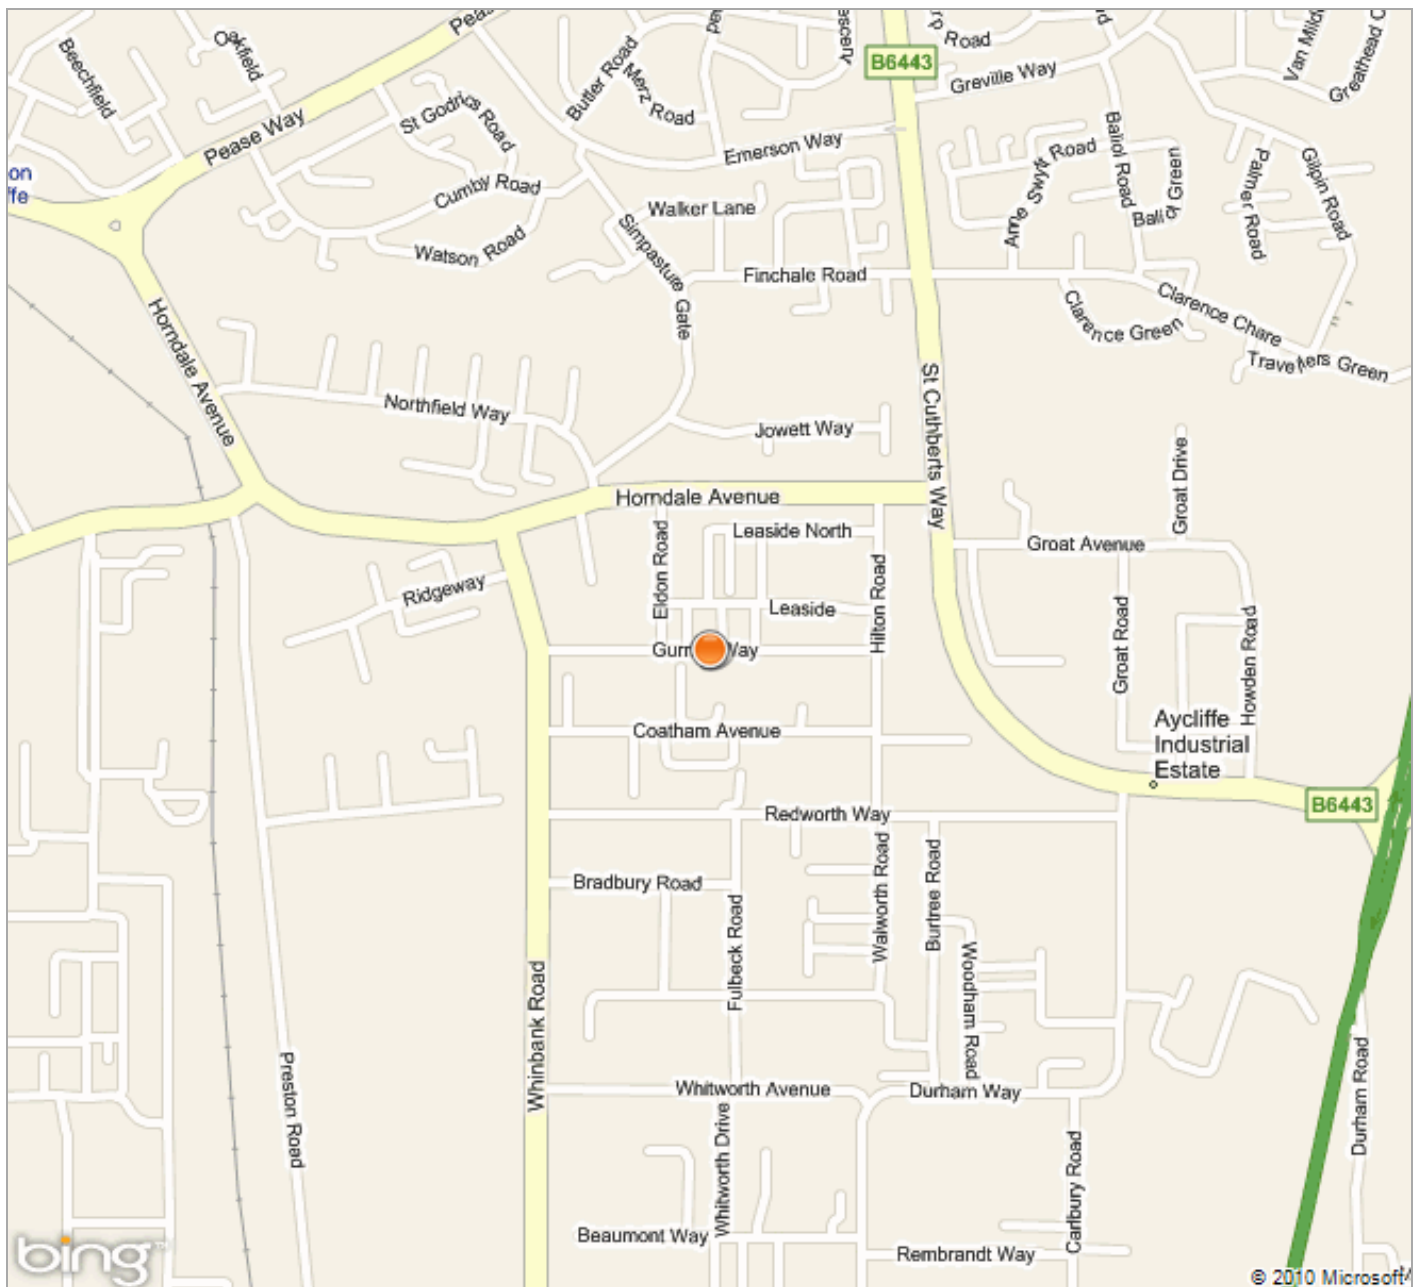 Pease Way
Oakfield
Beechfield
Butler Road
Merz Road
St Godrics Road
B6443
Road
Greville Way
Van Mild
Greathead C
Pease Way
Emerson Way
Baliol Road
Anne Swyft Road
Baliol Green
Palmer Road
Gilpin Road
Cumby Road
Walker Lane
Watson Road
Simpasture Gate
Finchale Road
Clarence Green
Clarence Chare
Travellers Green
Horndale Avenue
Northfield Way
Jowett Way
St Cuthberts Way
Groat Drive
Horndale Avenue
Leaside North
Eldon Road
Groat Avenue
Ridgeway
Leaside
Hilton Road
Groat Road
Howden Road
Way
Coatham Avenue
Aycliffe
Industrial
Estate
Redworth Way
B6443
Bradbury Road
Walworth Road
Burtree Road
Fulbeck Road
Woodham Road
Whinbank Road
Preston Road
Whitworth Avenue
Durham Way
Durham Road
Whitworth Drive
Carlbury Road
Beaumont Way
Rembrandt Way
bing™
© 2010 Microsoft